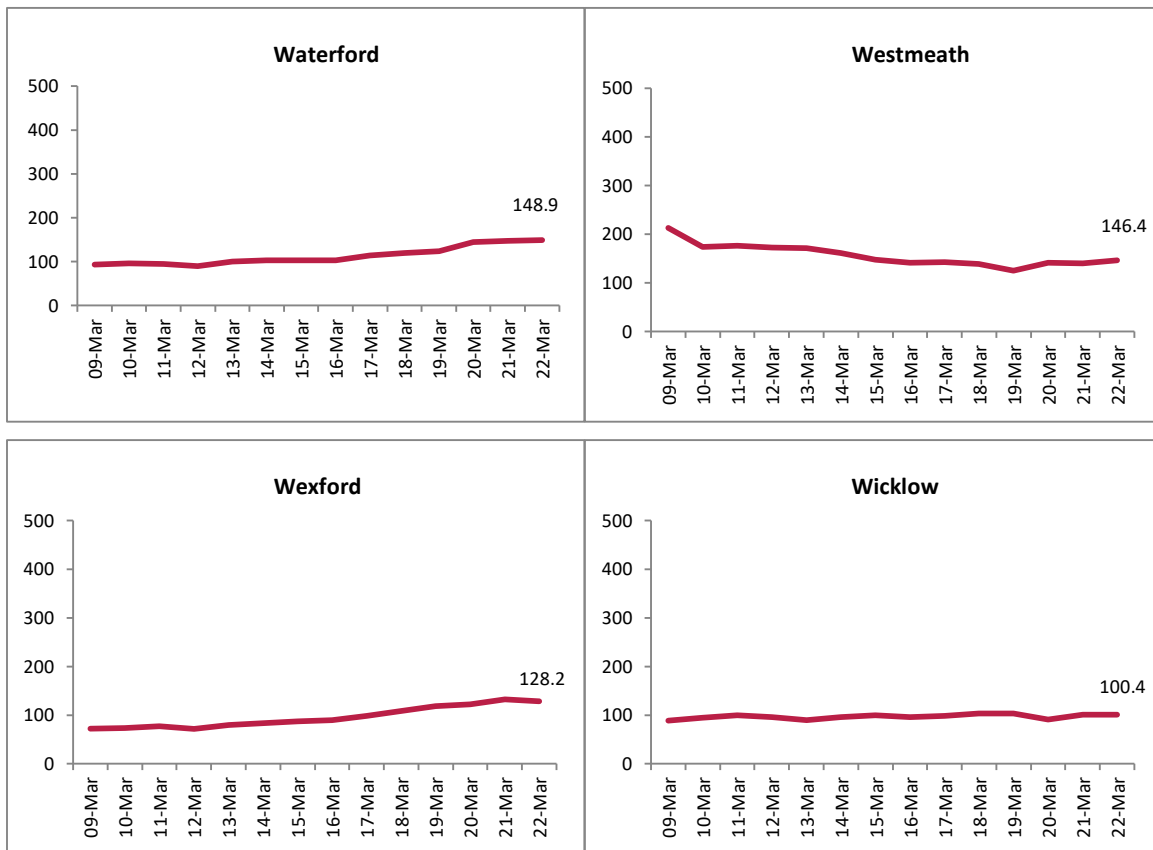 Waterford
500
400
300
200
100
0
148.9
09-Mar
10-Mar
11-Mar
12-Mar
13-Mar
14-Mar
15-Mar
16-Mar
17-Mar
18-Mar
19-Mar
20-Mar
21-Mar
22-Mar
Westmeath
500
400
300
200
100
0
146.4
09-Mar
10-Mar
11-Mar
12-Mar
13-Mar
14-Mar
15-Mar
16-Mar
17-Mar
18-Mar
19-Mar
20-Mar
21-Mar
22-Mar
Wexford
500
400
300
200
100
0
128.2
09-Mar
10-Mar
11-Mar
12-Mar
13-Mar
14-Mar
15-Mar
16-Mar
17-Mar
18-Mar
19-Mar
20-Mar
21-Mar
22-Mar
Wicklow
500
400
300
200
100
0
100.4
09-Mar
10-Mar
11-Mar
12-Mar
13-Mar
14-Mar
15-Mar
16-Mar
17-Mar
18-Mar
19-Mar
20-Mar
21-Mar
22-Mar